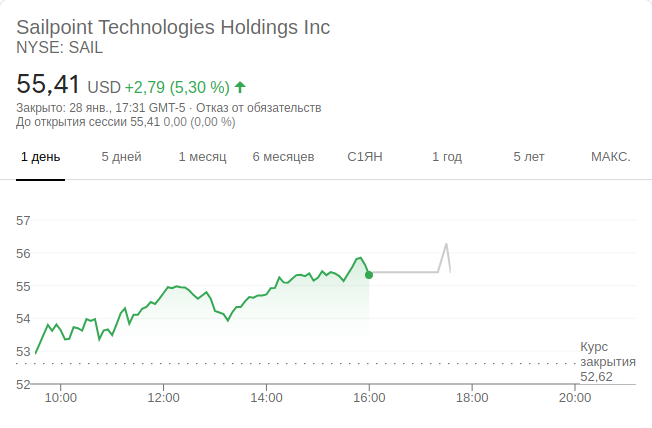 Sailpoint Technologies Holdings Inc
NYSE: SAIL
55,41 USD +2,79 (5,30 %)
Закрыто: 28 янв., 17:31 GMT-5 · Отказ от обязательств
До открытия сессии 55,41 0,00 (0,00 %)
1 день 5 дней 1 месяц 6 месяцев С1ЯН 1 год 5 лет МАКС.
57
56
55
54
53
52
Курс
закрытия
52,62
10:00 12:00 14:00 16:00 18:00 20:00